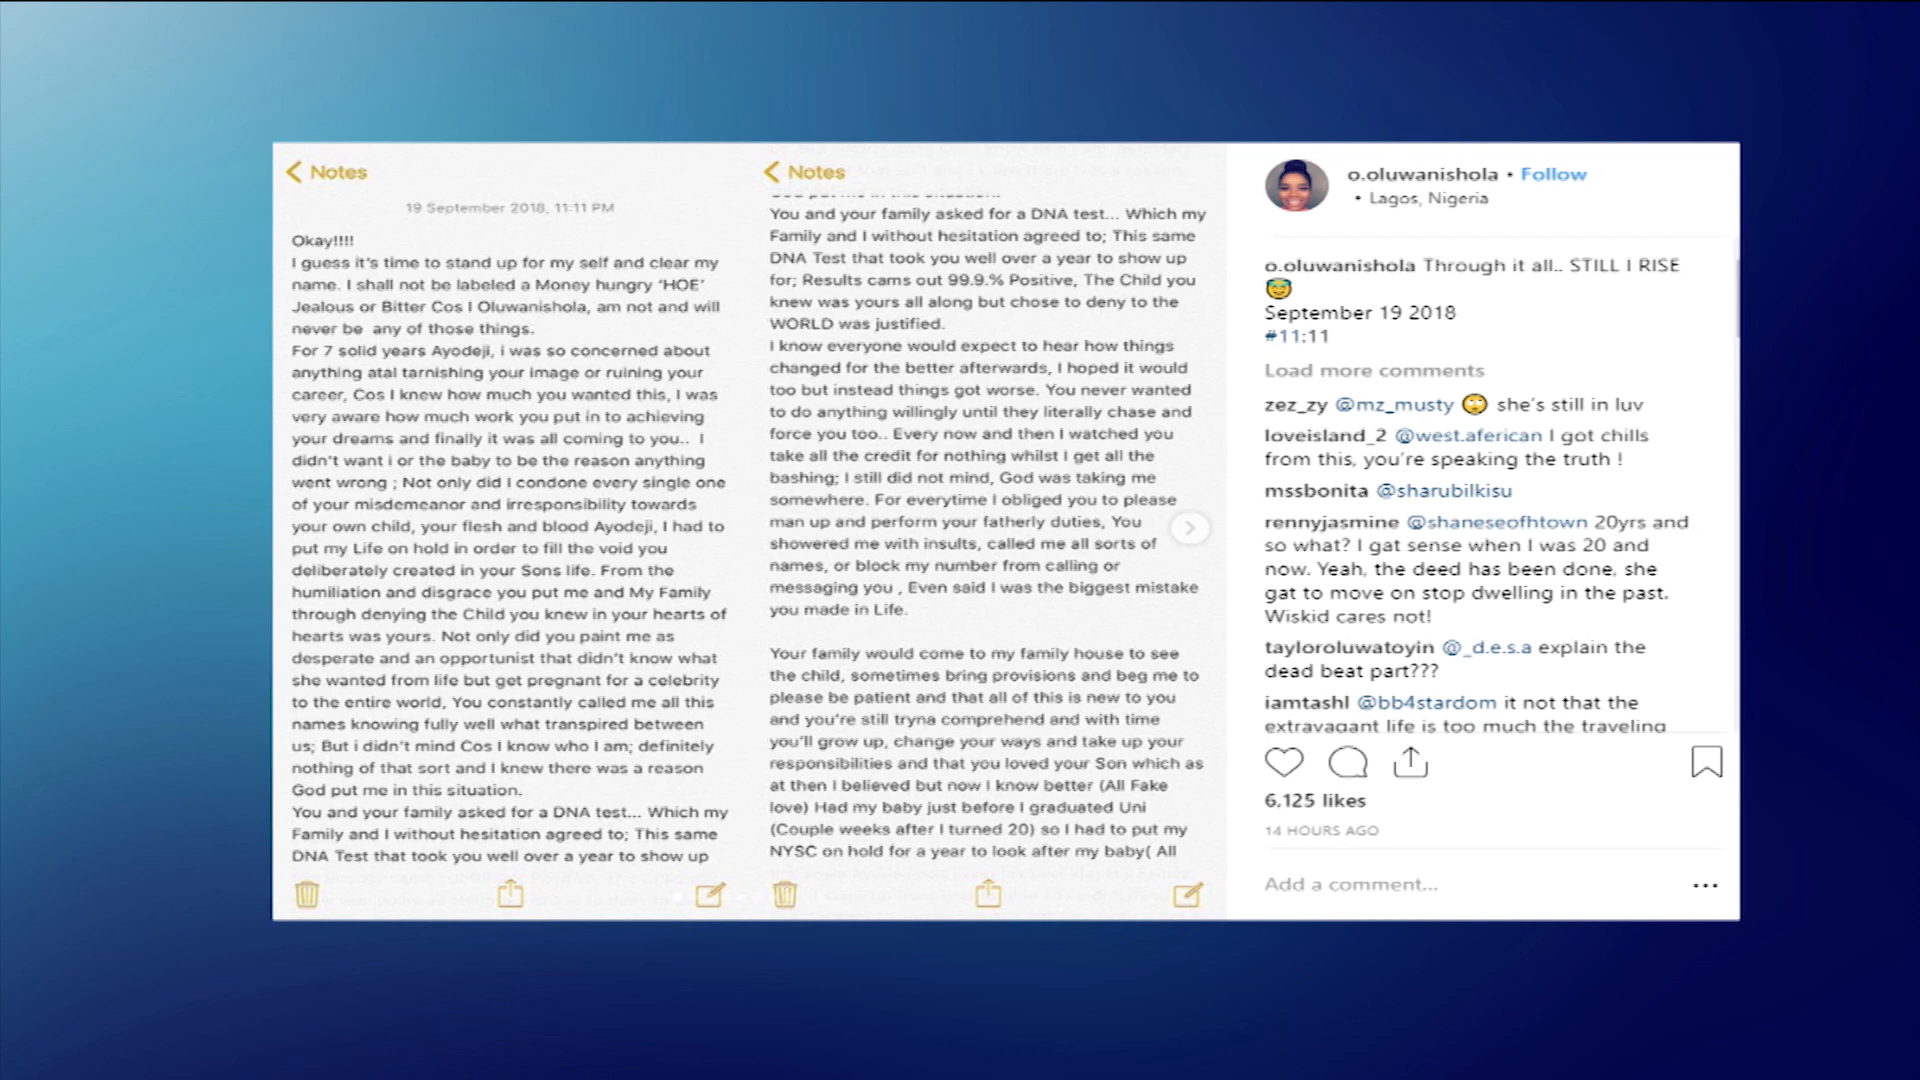 Notes
19 September 2018, 11:11 PM
Okay!!!!
I guess it's time to stand up for my self and clear my
name. I shall not be labeled a Money hungry 'HOE'
Jealous or Bitter Cos I Oluwanishola, am not and will
never be any of those things.
For 7 solid years Ayodeji, i was so concerned about
anything atal tarnishing your image or ruining your
career, Cos I knew how much you wanted this, I was
very aware how much work you put in to achieving
your dreams and finally it was all coming to you.. I
didn't want i or the baby to be the reason anything
went wrong ; Not only did I condone every single one
of your misdemeanor and irresponsibility towards
your own child, your flesh and blood Ayodeji, I had to
put my Life on hold in order to fill the void you
deliberately created in your Sons life. From the
humiliation and disgrace you put me and My Family
through denying the Child you knew in your hearts of
hearts was yours. Not only did you paint me as
desperate and an opportunist that didn't know what
she wanted from life but get pregnant for a celebrity
to the entire world, You constantly called me all this
names knowing fully well what transpired between
us; But i didn't mind Cos I know who I am; definitely
nothing of that sort and I knew there was a reason
God put me in this situation.
You and your family asked for a DNA test... Which my
Family and I without hesitation agreed to; This same
DNA Test that took you well over a year to show up
Notes
You and your family asked for a DNA test... Which my
Family and I without hesitation agreed to; This same
DNA Test that took you well over a year to show up
for; Results cams out 99.9.% Positive, The Child you
knew was yours all along but chose to deny to the
WORLD was justified.
I know everyone would expect to hear how things
changed for the better afterwards, I hoped it would
too but instead things got worse. You never wanted
to do anything willingly until they literally chase and
force you too.. Every now and then I watched you
take all the credit for nothing whilst I get all the
bashing; I still did not mind, God was taking me
somewhere. For everytime I obliged you to please
man up and perform your fatherly duties, You
showered me with insults, called me all sorts of
names, or block my number from calling or
messaging you , Even said I was the biggest mistake
you made in Life.
Your family would come to my family house to see
the child, sometimes bring provisions and beg me to
please be patient and that all of this is new to you
and you're still tryna comprehend and with time
you'll grow up, change your ways and take up your
responsibilities and that you loved your Son which as
at then I believed but now I know better (All Fake
love) Had my baby just before I graduated Uni
(Couple weeks after I turned 20) so I had to put my
NYSC on hold for a year to look after my baby( All
o.oluwanishola • Follow
• Lagos, Nigeria
o.oluwanishola Through it all.. STILL I RISE
😇
September 19 2018
#11:11
Load more comments
zez_zy @mz_musty 🙄 she's still in luv
loveisland_2 @west.aferican I got chills
from this, you're speaking the truth !
mssbonita @sharubilkisu
rennyjasmine @shaneseofhtown 20yrs and
so what? I gat sense when I was 20 and
now. Yeah, the deed has been done, she
gat to move on stop dwelling in the past.
Wiskid cares not!
tayloroluwatoyin @_d.e.s.a explain the
dead beat part???
iamtashl @bb4stardom it not that the
extravagant life is too much the traveling
6,125 likes
14 HOURS AGO
Add a comment...